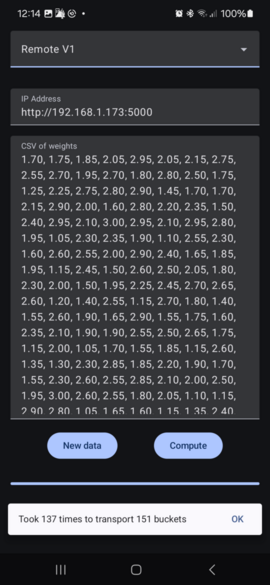 12:14
100%
Remote V1
IP Address
http://192.168.1.173:5000
CSV of weights
1.70, 1.75, 1.85, 2.05, 2.95, 2.05, 2.15, 2.75,
2.55, 2.70, 1.95, 2.70, 1.80, 2.80, 2.50, 1.75,
1.25, 2.25, 2.75, 2.80, 2.90, 1.45, 1.70, 1.70,
2.15, 2.90, 2.00, 1.60, 2.80, 2.20, 2.35, 1.50,
2.40, 2.95, 2.10, 3.00, 2.95, 2.10, 2.95, 2.80,
1.95, 1.05, 2.30, 2.35, 1.90, 1.10, 2.55, 2.30,
1.60, 2.60, 2.55, 2.00, 2.90, 2.40, 1.65, 1.85,
1.95, 1.15, 2.45, 1.50, 2.60, 2.50, 2.05, 1.80,
2.30, 2.00, 1.50, 1.95, 2.25, 2.45, 2.70, 2.65,
2.60, 1.20, 1.40, 2.55, 1.15, 2.70, 1.80, 1.40,
1.55, 2.60, 1.90, 1.65, 2.90, 1.55, 1.75, 1.60,
2.35, 2.10, 1.90, 1.90, 2.55, 2.50, 2.65, 1.75,
1.15, 2.00, 1.05, 1.70, 1.55, 1.85, 1.15, 2.60,
1.35, 1.30, 2.30, 2.85, 1.85, 2.20, 1.90, 1.70,
1.55, 2.30, 2.60, 2.55, 2.85, 2.10, 2.00, 2.50,
1.95, 3.00, 2.60, 2.55, 1.80, 2.05, 1.10, 1.15,
2.90, 2.80, 1.05, 1.65, 1.60, 1.15, 1.35, 2.40,
New data
Compute
Took 137 times to transport 151 buckets
OK